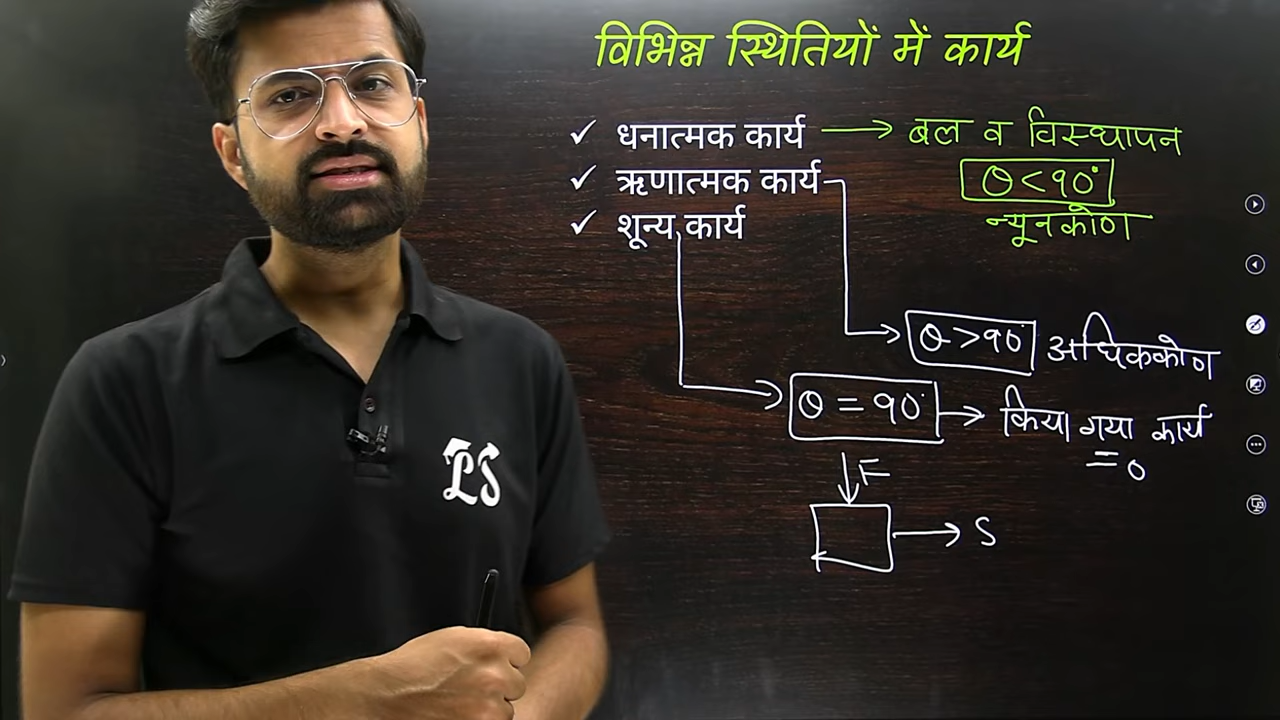 विभिन्न स्थितियों में कार्य
✓ धनात्मक कार्य → बल व विस्थापन
θ < 90°
✓ ऋणात्मक कार्य
न्यूनकोण
✓ शून्य कार्य
θ > 90° अधिककोण
θ = 90° → किया गया कार्य
= 0
F
S
LS